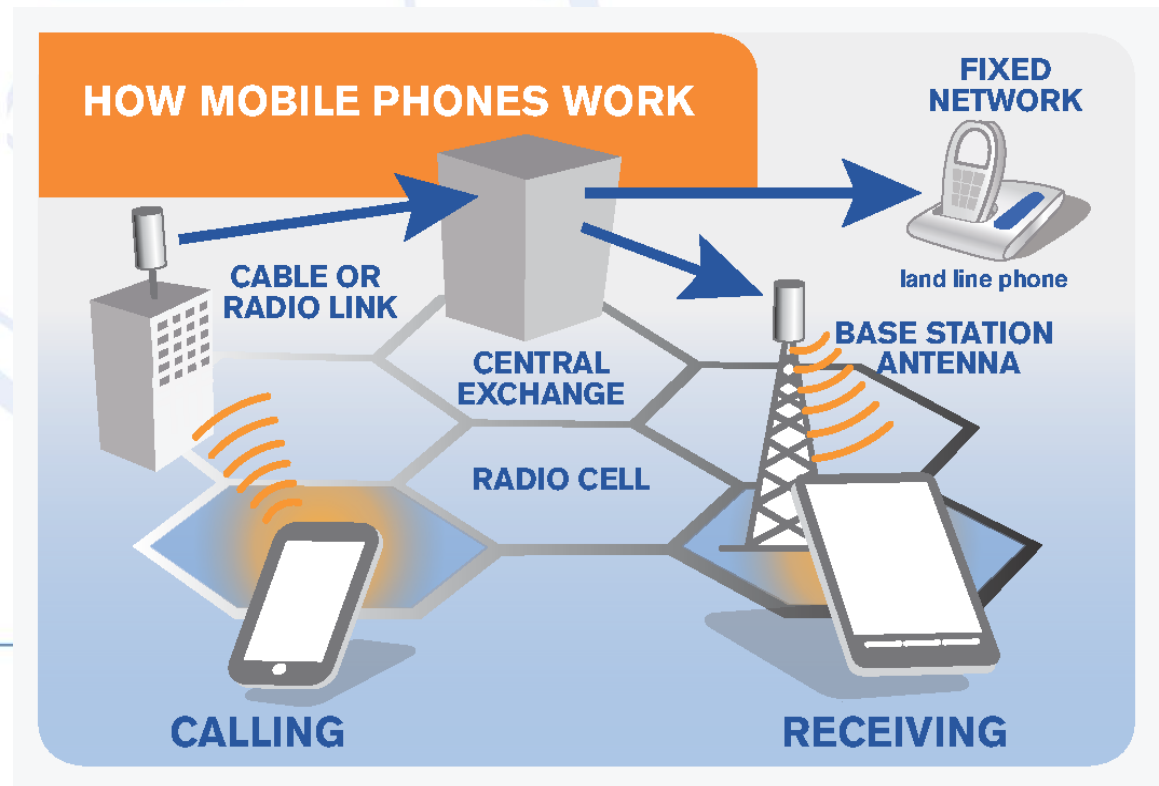 HOW MOBILE PHONES WORK
FIXED
NETWORK
land line phone
CABLE OR
RADIO LINK
CENTRAL
EXCHANGE
BASE STATION
ANTENNA
RADIO CELL
CALLING
RECEIVING